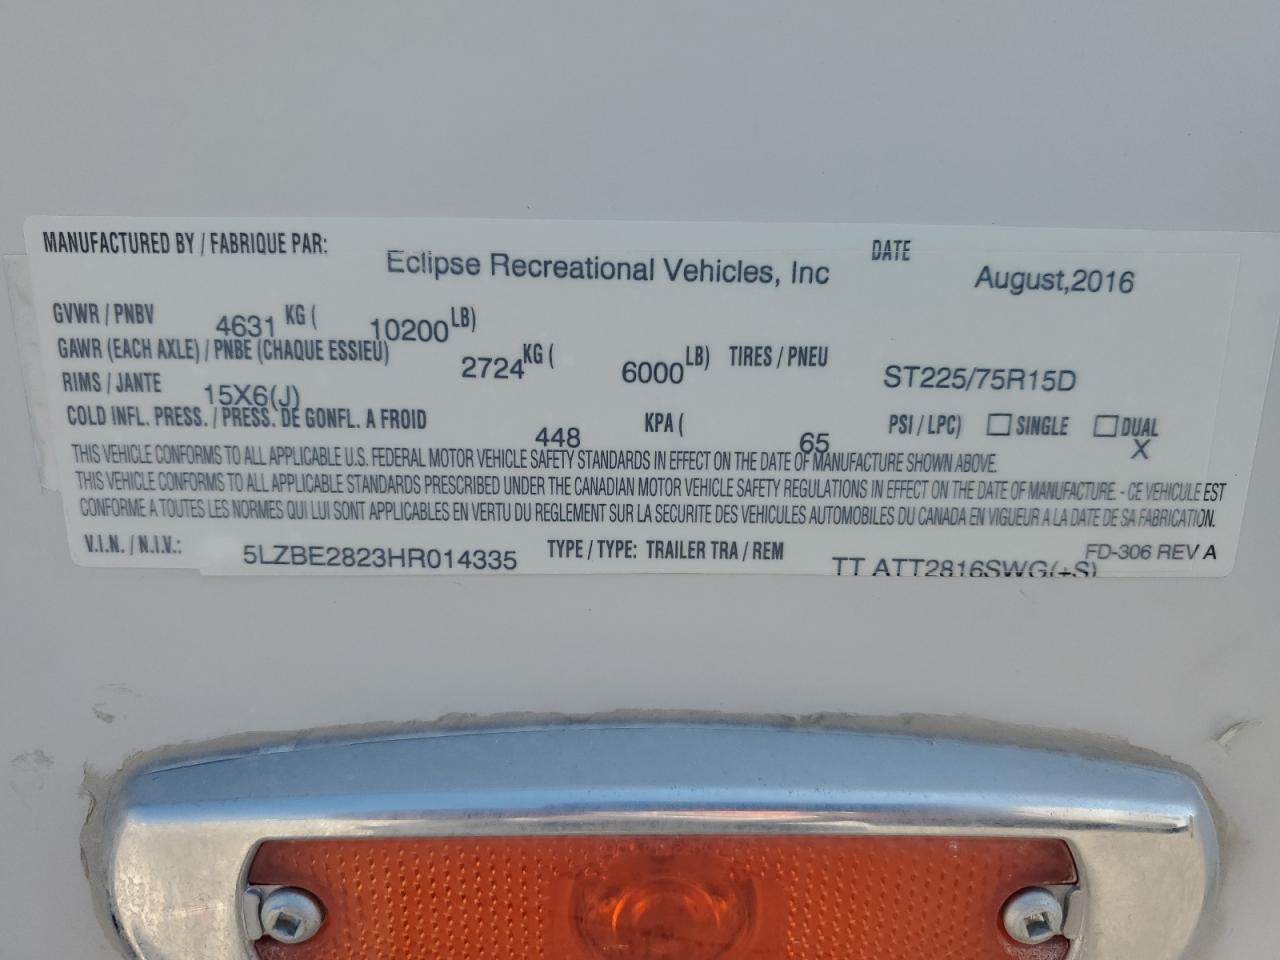 MANUFACTURED BY / FABRIQUE PAR: Eclipse Recreational Vehicles, Inc DATE August,2016
GVWR / PNBV 4631 KG ( 10200 LB)
GAWR (EACH AXLE) / PNBE (CHAQUE ESSIEU) 2724 KG ( 6000 LB) TIRES / PNEU ST225/75R15D
RIMS / JANTE 15X6(J)
COLD INFL. PRESS. / PRESS. DE GONFL. A FROID 448 KPA ( 65 PSI / LPC) ☐ SINGLE ☐ DUAL X
THIS VEHICLE CONFORMS TO ALL APPLICABLE U.S. FEDERAL MOTOR VEHICLE SAFETY STANDARDS IN EFFECT ON THE DATE OF MANUFACTURE SHOWN ABOVE.
THIS VEHICLE CONFORMS TO ALL APPLICABLE STANDARDS PRESCRIBED UNDER THE CANADIAN MOTOR VEHICLE SAFETY REGULATIONS IN EFFECT ON THE DATE OF MANUFACTURE. - CE VEHICULE EST
CONFORME A TOUTES LES NORMES QUI LUI SONT APPLICABLES EN VERTU DU REGLEMENT SUR LA SECURITE DES VEHICULES AUTOMOBILES DU CANADA EN VIGUEUR A LA DATE DE SA FABRICATION.
V.I.N. / N.I.V.: 5LZBE2823HR014335 TYPE / TYPE: TRAILER TRA / REM TT ATT2816SWG(+S) FD-306 REV A